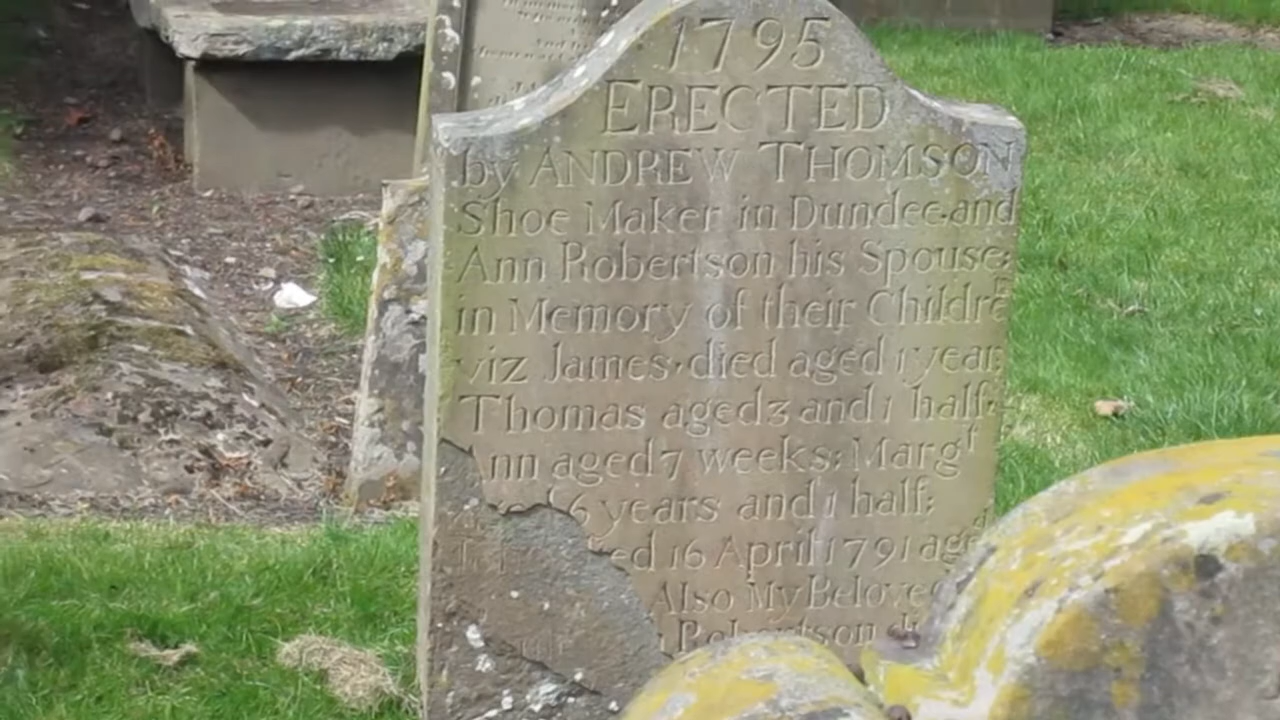 1795
ERECTED
by ANDREW THOMSON
Shoe Maker in Dundee and
Ann Robertson his Spouse;
in Memory of their Childre
viz James. died aged 1 year
Thomas aged 3 and 1 half;
Ann aged 7 weeks; Margt
6 years and 1 half;
16 April 1791 aged
Also My Beloved
Robertson